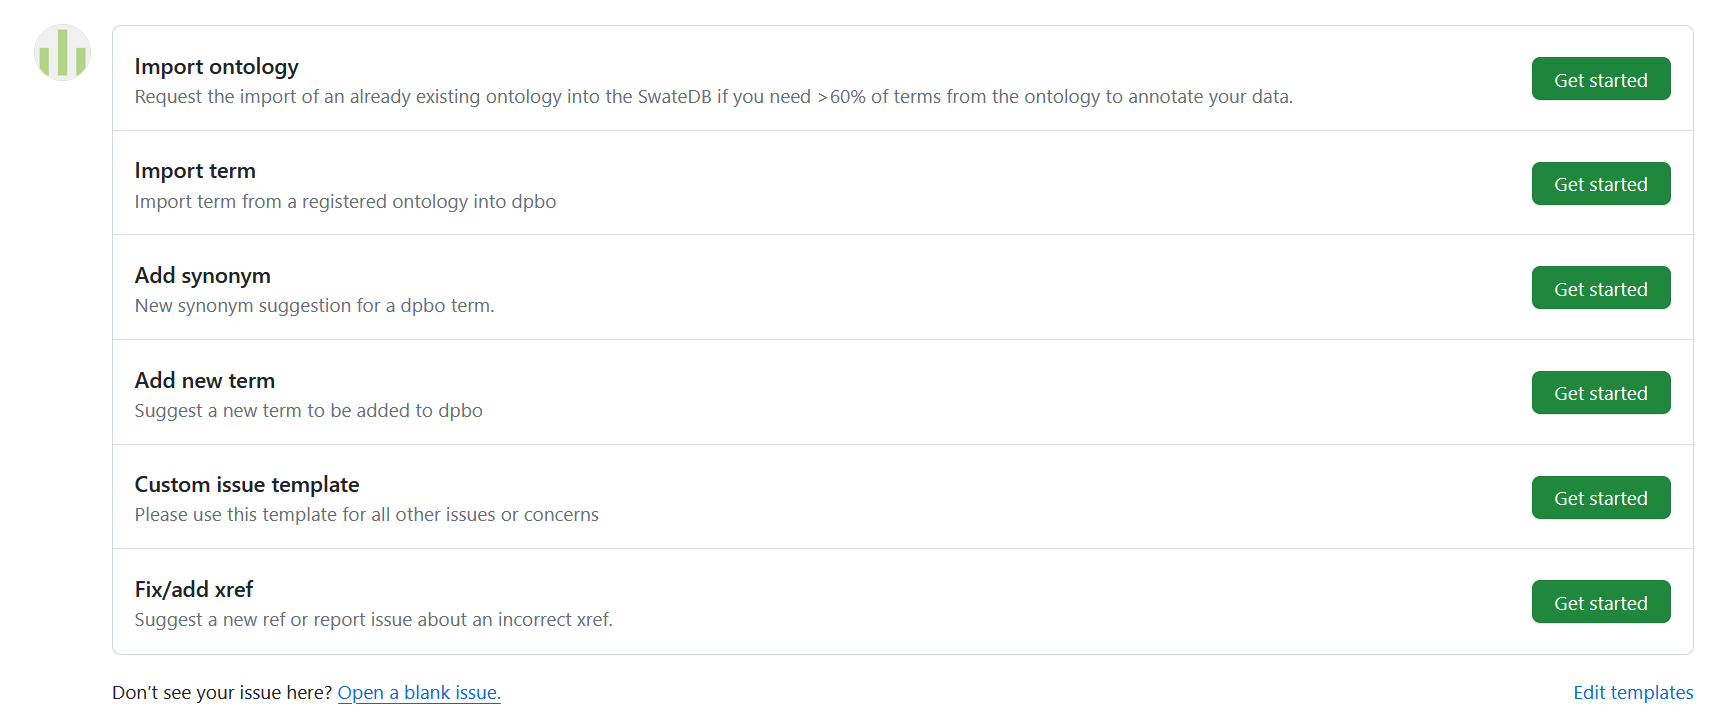 Import ontology
Request the import of an already existing ontology into the SwateDB if you need >60% of terms from the ontology to annotate your data.
Get started
Import term
Import term from a registered ontology into dpbo
Get started
Add synonym
New synonym suggestion for a dpbo term.
Get started
Add new term
Suggest a new term to be added to dpbo
Get started
Custom issue template
Please use this template for all other issues or concerns
Get started
Fix/add xref
Suggest a new ref or report issue about an incorrect xref.
Get started
Don’t see your issue here? Open a blank issue.
Edit templates